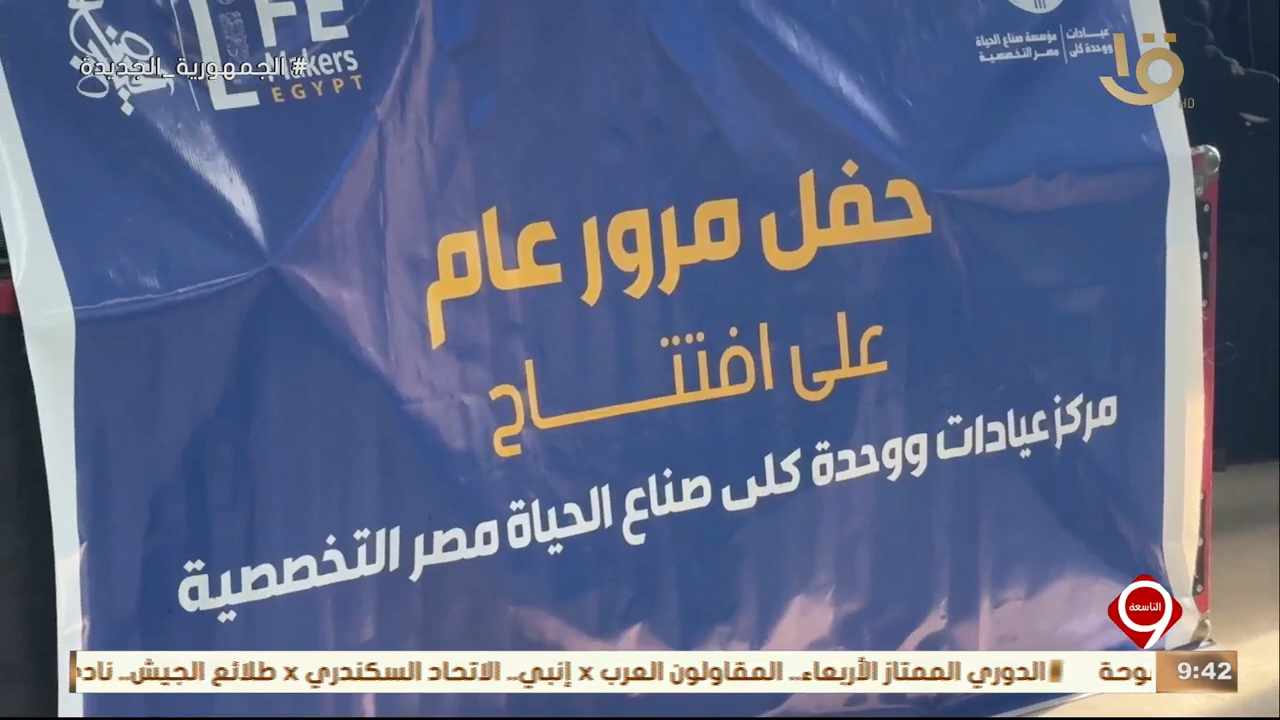 LIFE
Makers
EGYPT
#الجمهورية_الجديدة
عيادات
ووحدة كلى
مؤسسة صناع الحياة
مصر التخصصية
HD
حفل مرور عام
على افتتاح
مركز عيادات ووحدة كلى صناع الحياة مصر التخصصية
التاسعة
9
الدوري الممتاز الأربعاء.. المقاولون العرب x إنبي.. الاتحاد السكندري x طلائع الجيش..
9:42